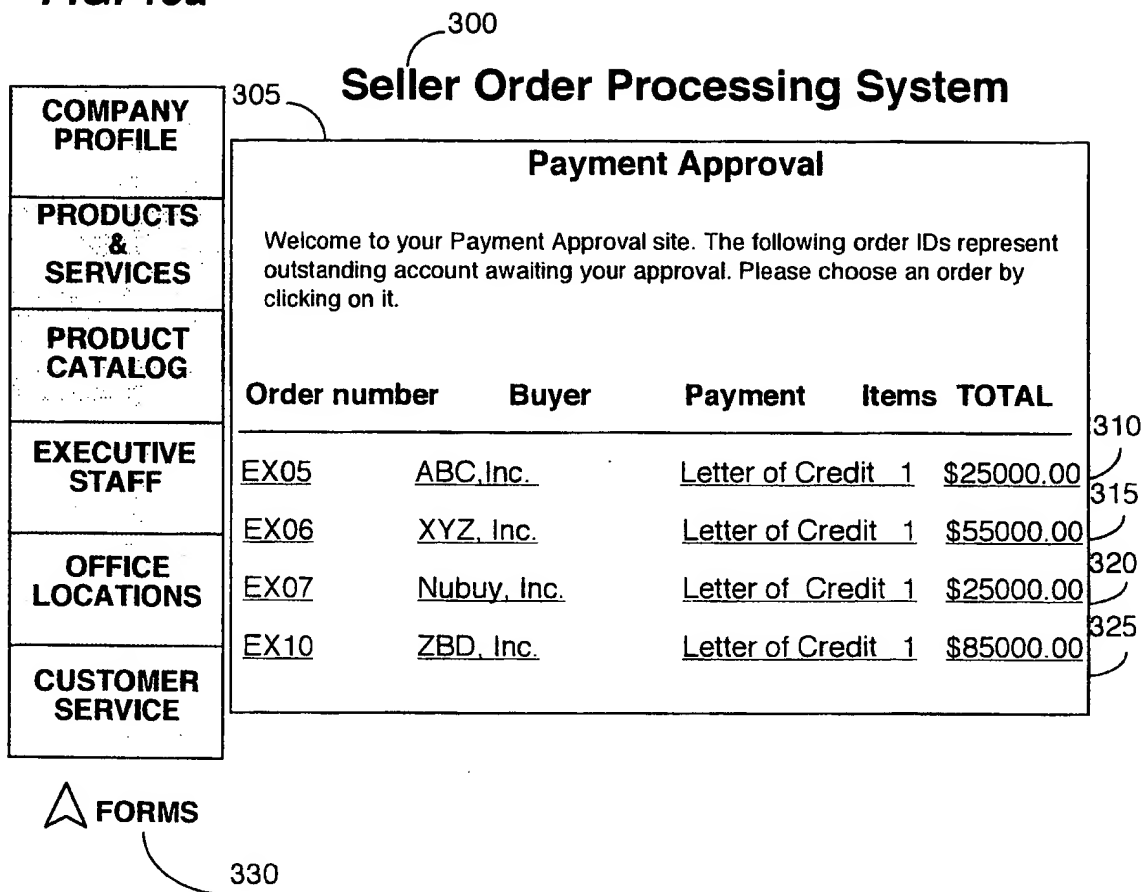 300
Seller Order Processing System
305
COMPANY
PROFILE
PRODUCTS
&
SERVICES
PRODUCT
CATALOG
EXECUTIVE
STAFF
OFFICE
LOCATIONS
CUSTOMER
SERVICE
Payment Approval
Welcome to your Payment Approval site. The following order IDs represent
outstanding account awaiting your approval. Please choose an order by
clicking on it.
Order number Buyer Payment Items TOTAL
310
EX05 ABC,Inc. Letter of Credit 1 $25000.00
315
EX06 XYZ, Inc. Letter of Credit 1 $55000.00
320
EX07 Nubuy, Inc. Letter of Credit 1 $25000.00
325
EX10 ZBD, Inc. Letter of Credit 1 $85000.00
FORMS
330